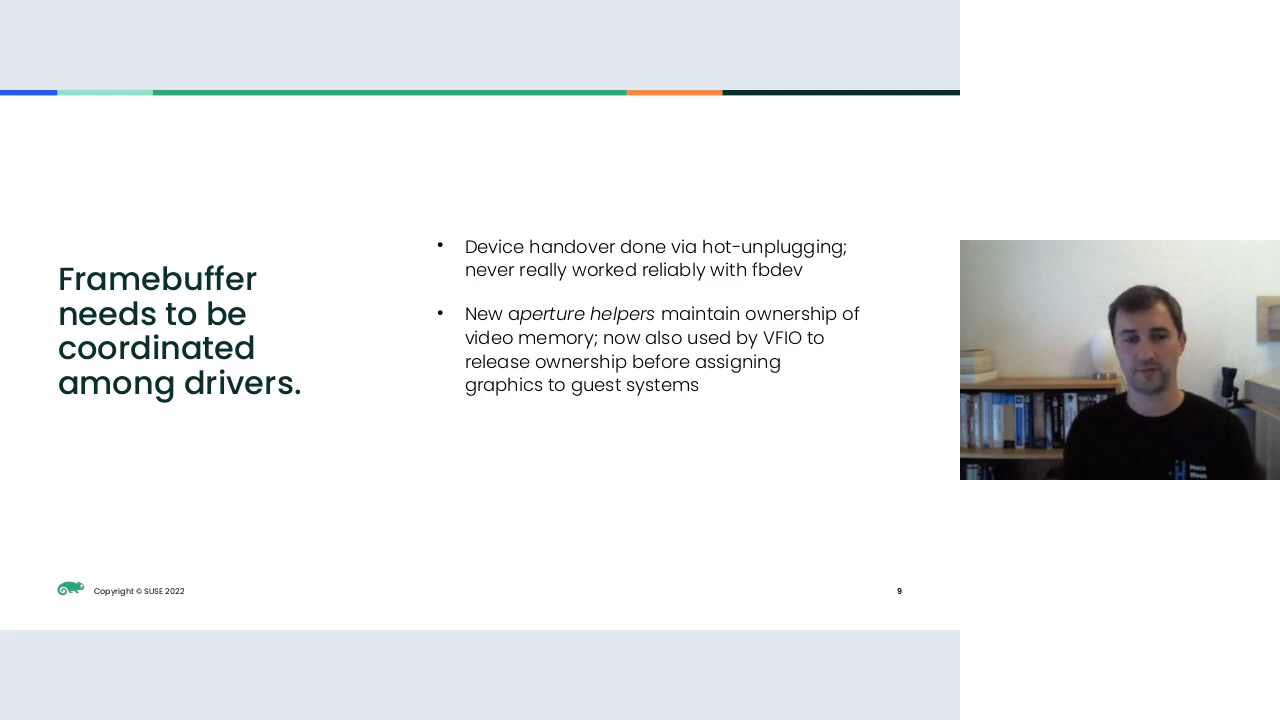 Framebuffer
needs to be
coordinated
among drivers.
• Device handover done via hot-unplugging;
never really worked reliably with fbdev
• New aperture helpers maintain ownership of
video memory; now also used by VFIO to
release ownership before assigning
graphics to guest systems
Hack
Week
Copyright © SUSE 2022
9